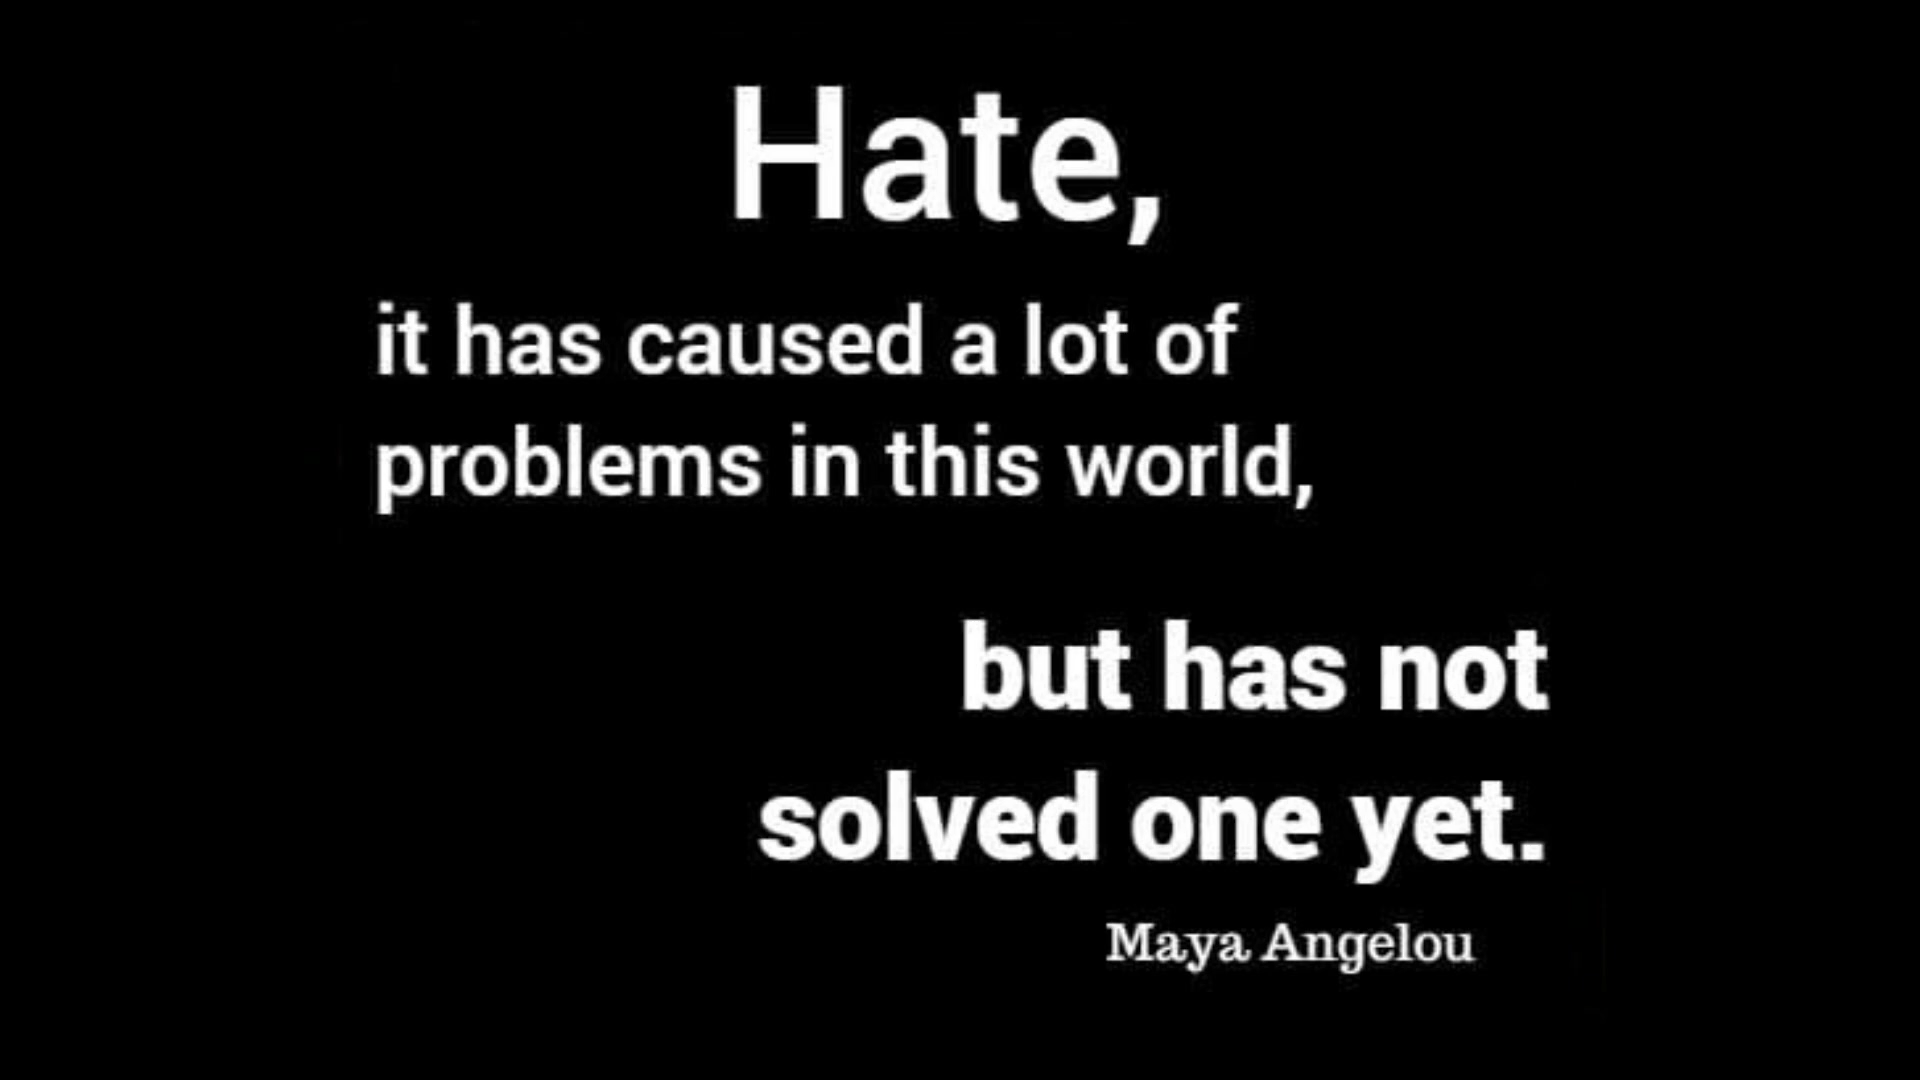 Hate,
it has caused a lot of
problems in this world,
but has not
solved one yet.
Maya Angelou